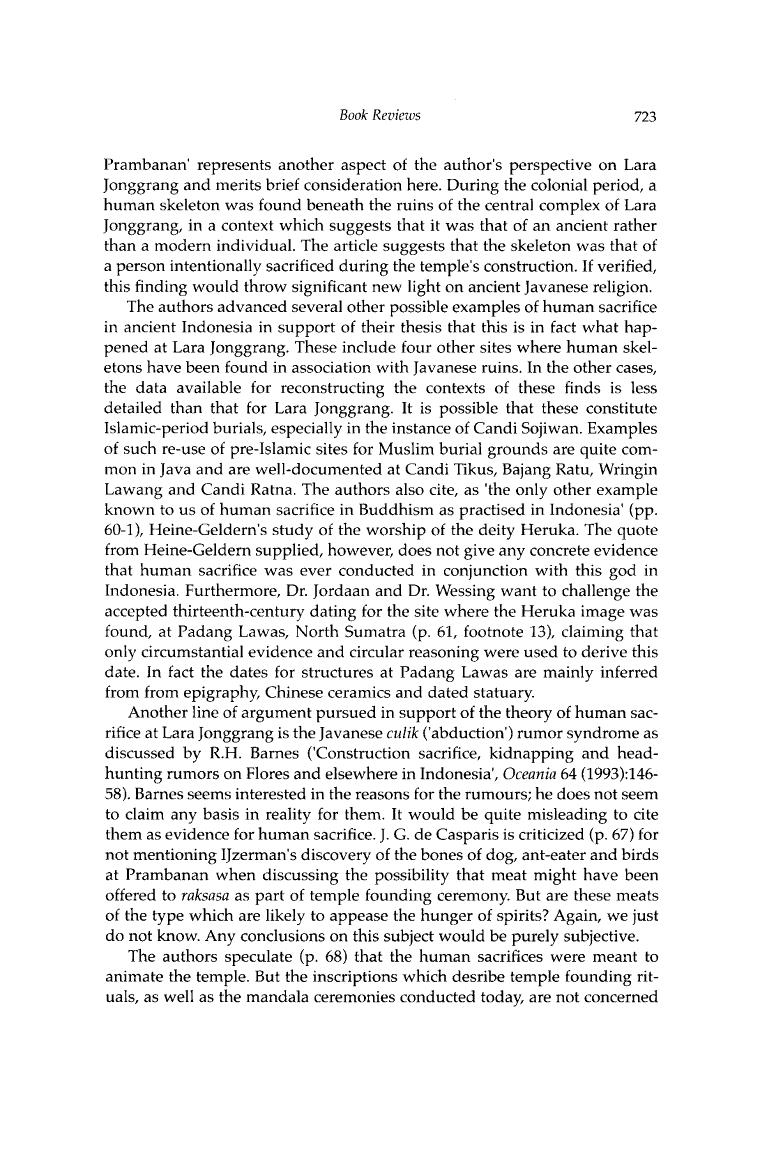 Book Reviews 723
Prambanan' represents another aspect of the author's perspective on Lara
Jonggrang and merits brief consideration here. During the colonial period, a
human skeleton was found beneath the ruins of the central complex of Lara
Jonggrang, in a context which suggests that it was that of an ancient rather
than a modern individual. The article suggests that the skeleton was that of
a person intentionally sacrificed during the temple's construction. If verified,
this finding would throw significant new light on ancient Javanese religion.
The authors advanced several other possible examples of human sacrifice
in ancient Indonesia in support of their thesis that this is in fact what hap-
pened at Lara Jonggrang. These include four other sites where human skel-
etons have been found in association with Javanese ruins. In the other cases,
the data available for reconstructing the contexts of these finds is less
detailed than that for Lara Jonggrang. It is possible that these constitute
Islamic-period burials, especially in the instance of Candi Sojiwan. Examples
of such re-use of pre-Islamic sites for Muslim burial grounds are quite com-
mon in Java and are well-documented at Candi Tikus, Bajang Ratu, Wringin
Lawang and Candi Ratna. The authors also cite, as 'the only other example
known to us of human sacrifice in Buddhism as practised in Indonesia' (pp.
60-1), Heine-Geldern's study of the worship of the deity Heruka. The quote
from Heine-Geldern supplied, however, does not give any concrete evidence
that human sacrifice was ever conducted in conjunction with this god in
Indonesia. Furthermore, Dr. Jordaan and Dr. Wessing want to challenge the
accepted thirteenth-century dating for the site where the Heruka image was
found, at Padang Lawas, North Sumatra (p. 61, footnote 13), claiming that
only circumstantial evidence and circular reasoning were used to derive this
date. In fact the dates for structures at Padang Lawas are mainly inferred
from from epigraphy, Chinese ceramics and dated statuary.
Another line of argument pursued in support of the theory of human sac-
rifice at Lara Jonggrang is the Javanese culik ('abduction') rumor syndrome as
discussed by R.H. Barnes ('Construction sacrifice, kidnapping and head-
hunting rumors on Flores and elsewhere in Indonesia', Oceania 64 (1993):146-
58). Barnes seems interested in the reasons for the rumours; he does not seem
to claim any basis in reality for them. It would be quite misleading to cite
them as evidence for human sacrifice. J. G. de Casparis is criticized (p. 67) for
not mentioning IJzerman's discovery of the bones of dog, ant-eater and birds
at Prambanan when discussing the possibility that meat might have been
offered to raksasa as part of temple founding ceremony. But are these meats
of the type which are likely to appease the hunger of spirits? Again, we just
do not know. Any conclusions on this subject would be purely subjective.
The authors speculate (p. 68) that the human sacrifices were meant to
animate the temple. But the inscriptions which desribe temple founding rit-
uals, as well as the mandala ceremonies conducted today, are not concerned